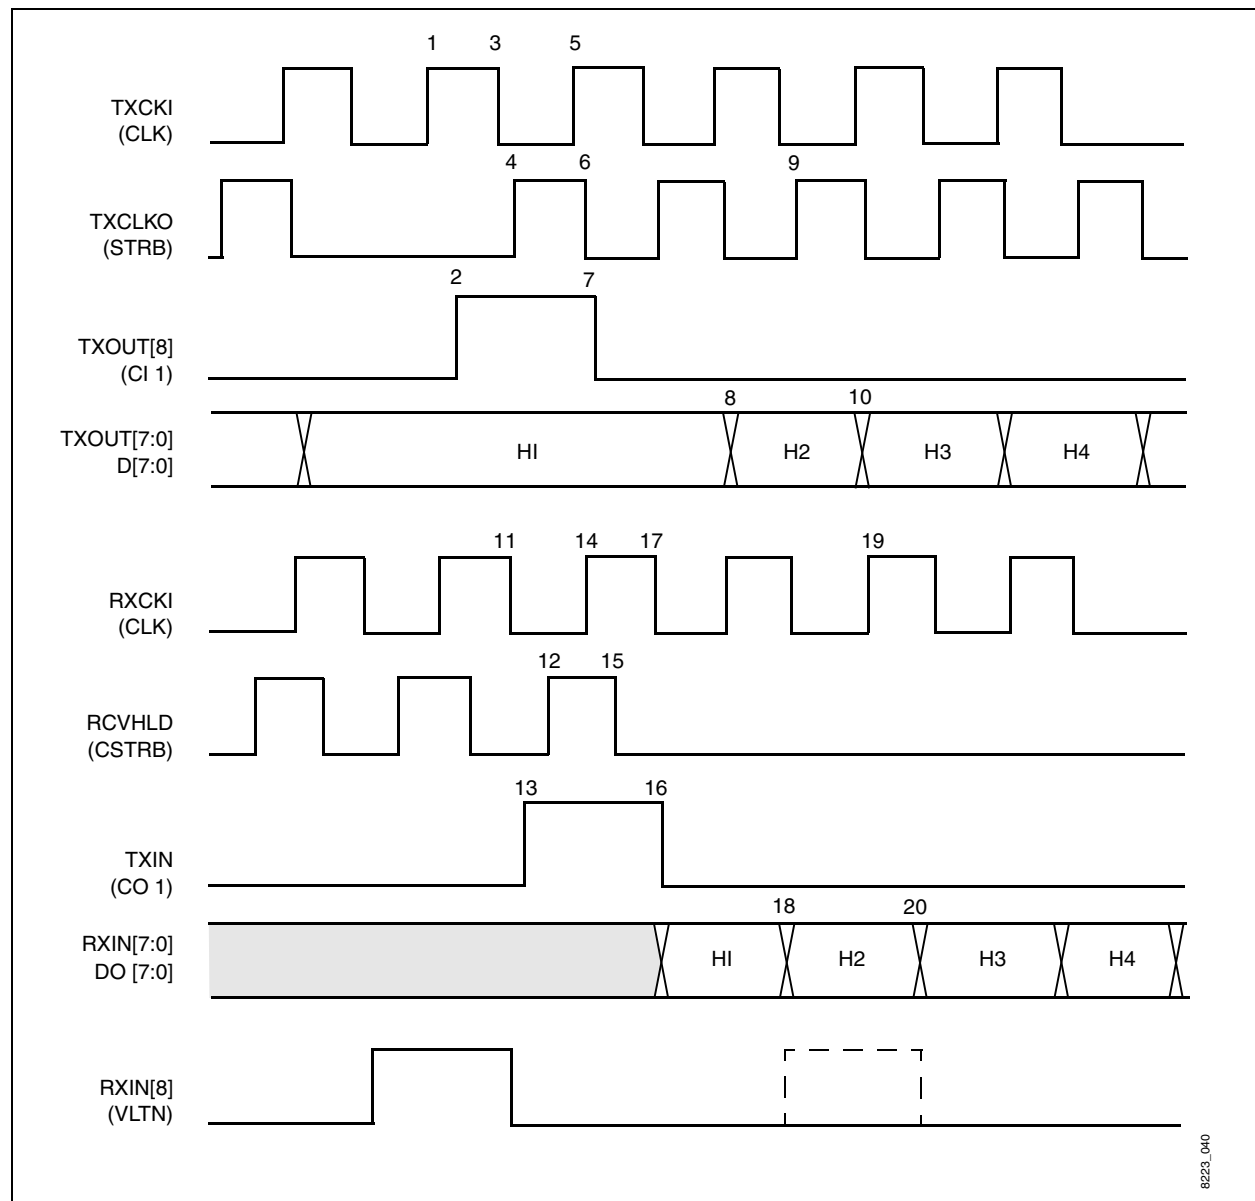 1 3 5
TXCKI
(CLK)
4 6 9
TXCLKO
(STRB)
2 7
TXOUT[8]
(CI 1)
8 10
TXOUT[7:0]
D[7:0]
HI H2 H3 H4
11 14 17 19
RXCKI
(CLK)
12 15
RCVHLD
(CSTRB)
13 16
TXIN
(CO 1)
18 20
RXIN[7:0]
DO [7:0]
HI H2 H3 H4
RXIN[8]
(VLTN)
8223_040